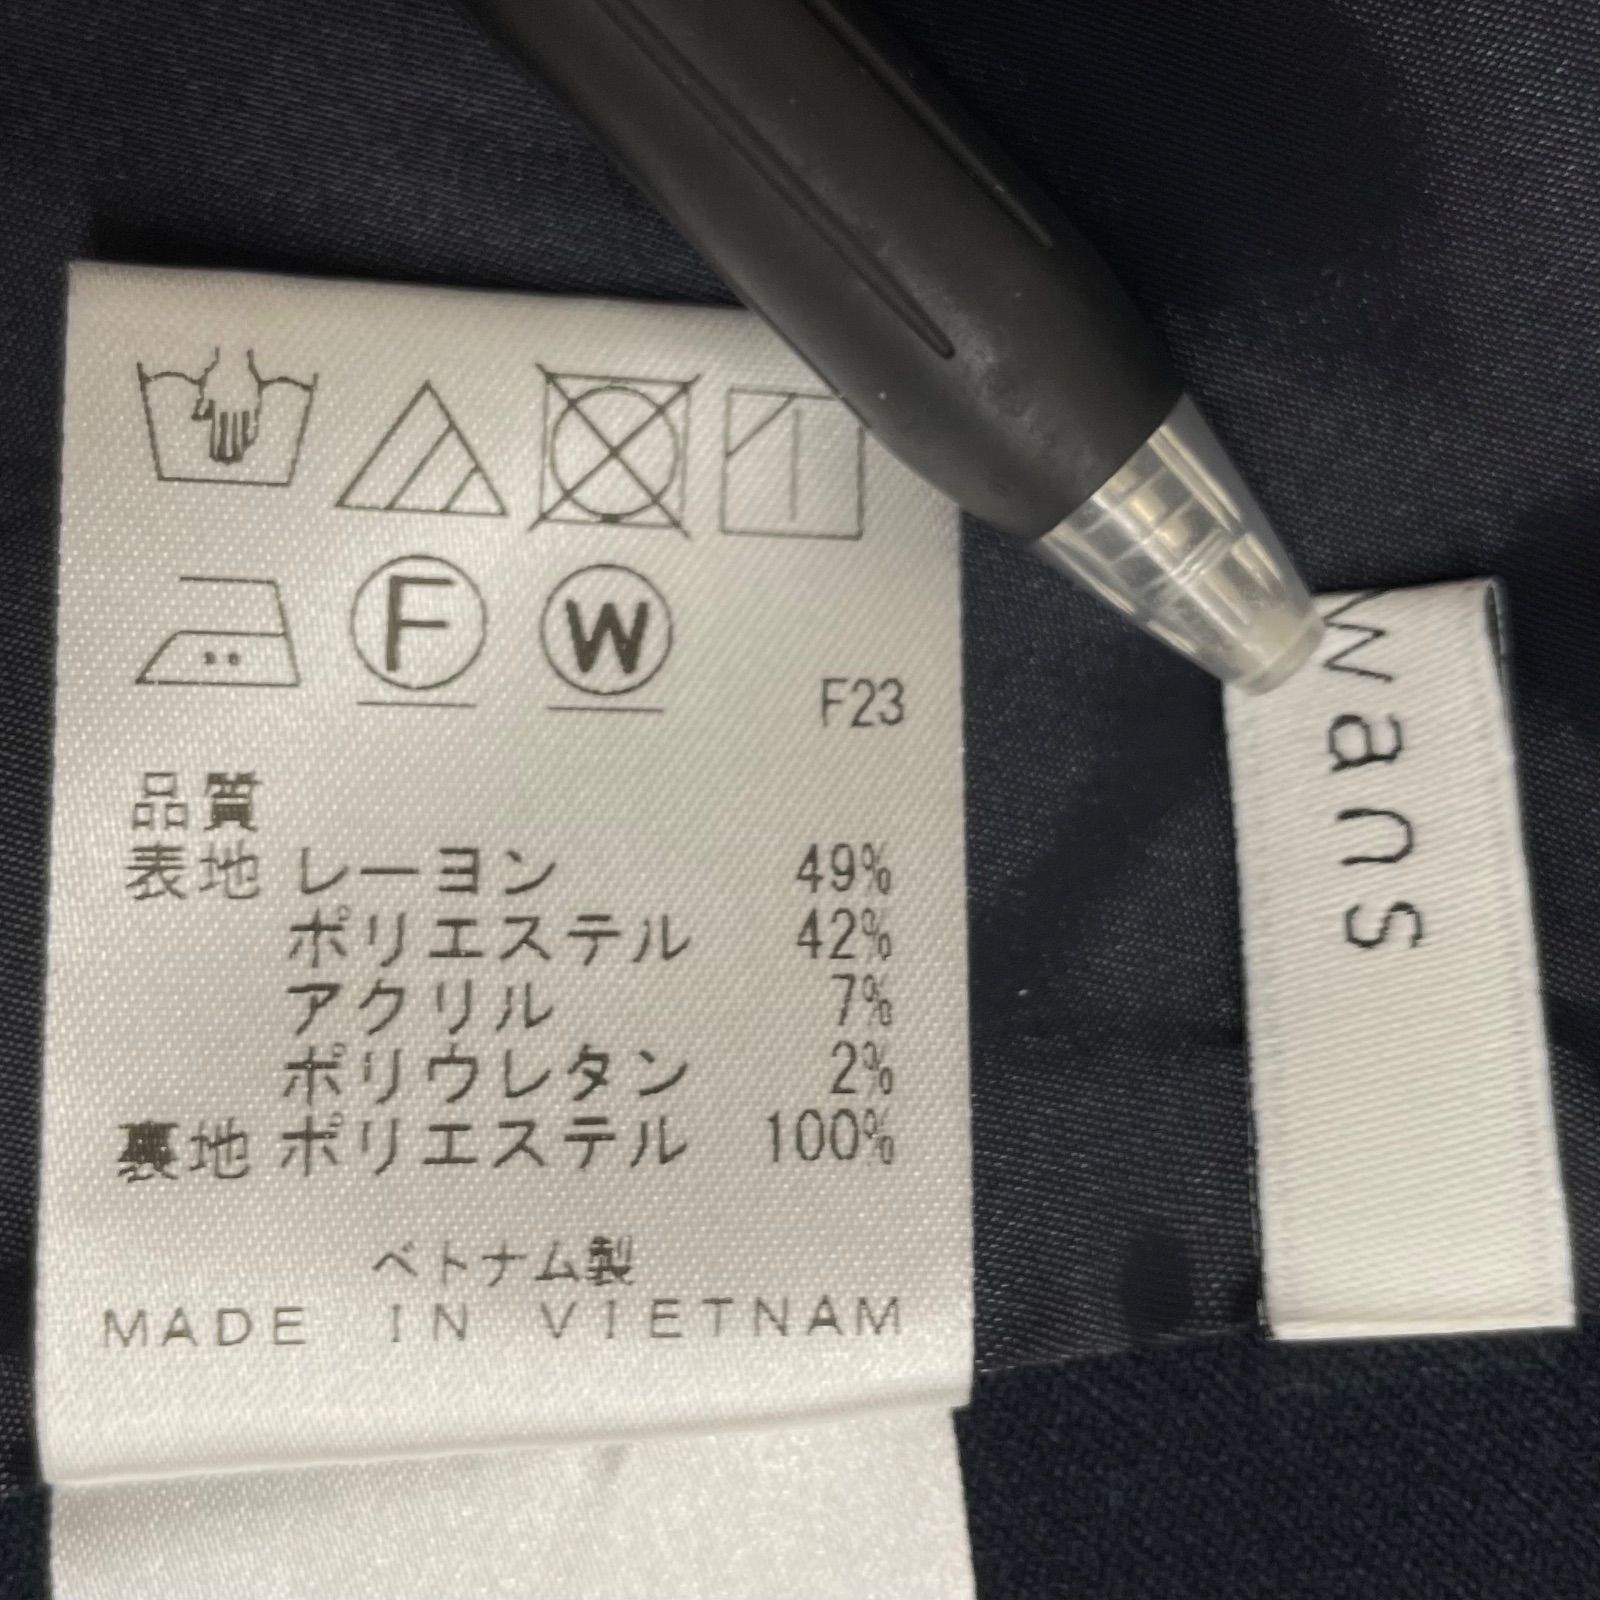 F
W
F23
品質
表地 レーヨン 49%
ポリエステル 42%
アクリル 7%
ポリウレタン 2%
裏地 ポリエステル 100%
ベトナム製
MADE IN VIETNAM
wans